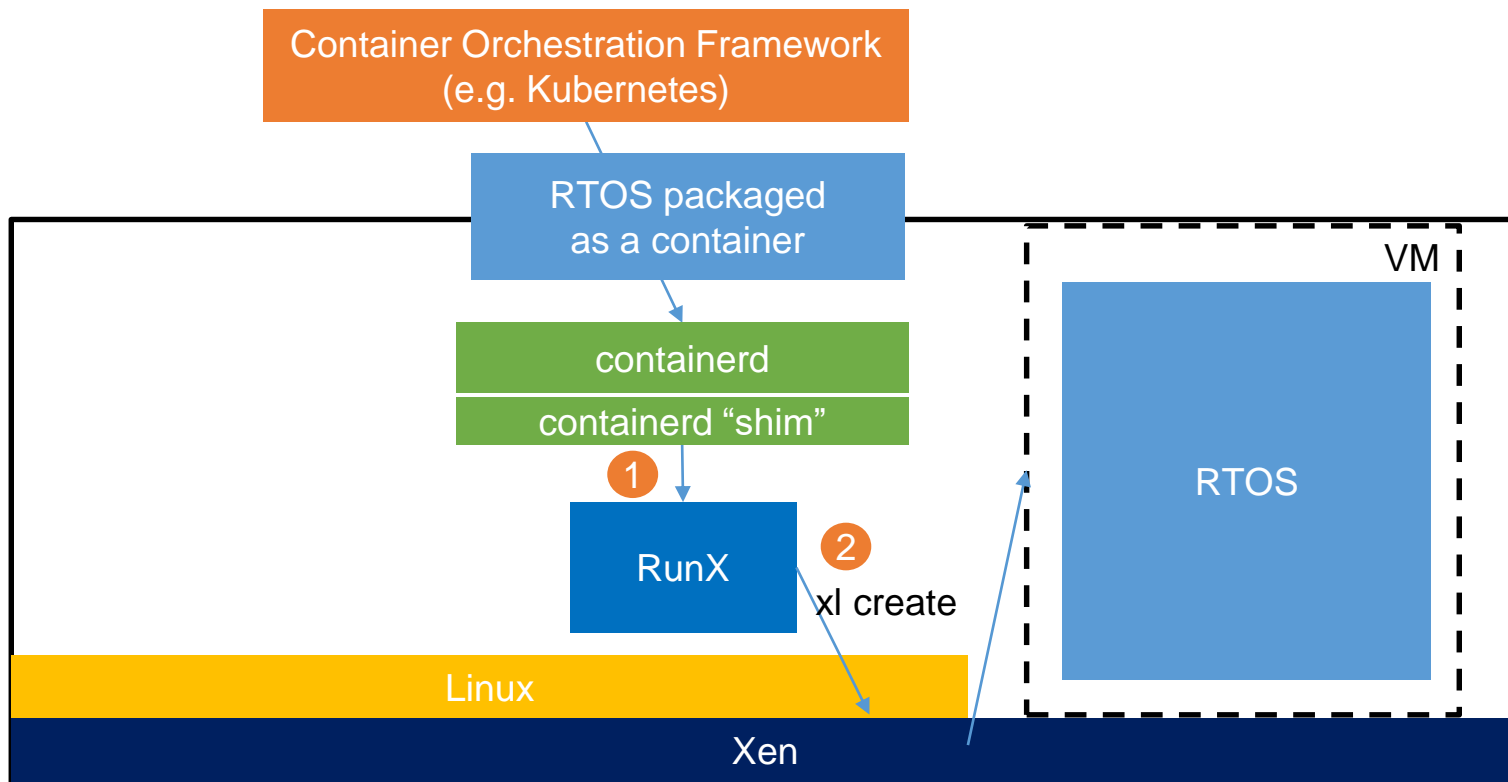 Container Orchestration Framework
(e.g. Kubernetes)
RTOS packaged
as a container
VM
containerd
containerd “shim”
1
RTOS
2
RunX
xl create
Linux
Xen